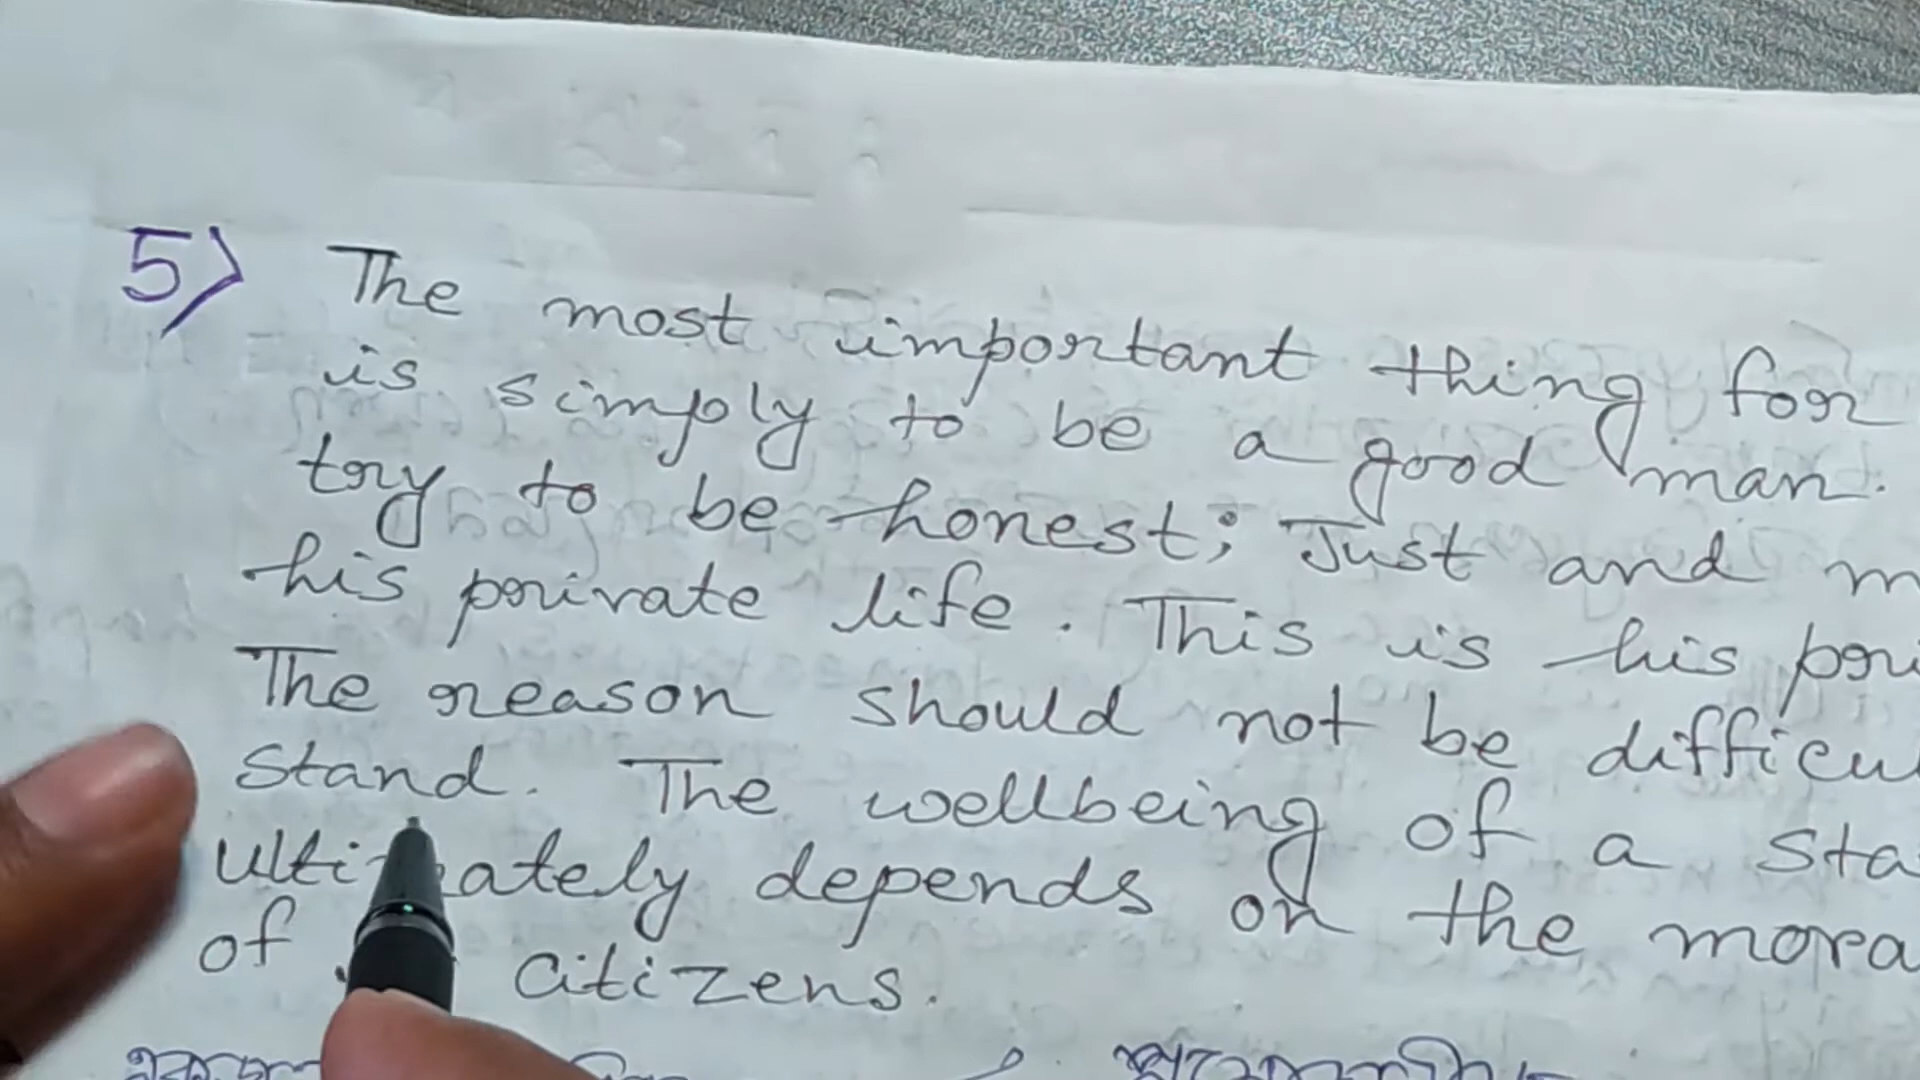 5) The most important thing for
is simply to be a good man.
try to be honest; Just and m
his private life. This is his pri
The reason should not be difficul
stand. The wellbeing of a sta
ultimately depends on the mora
of citizens.